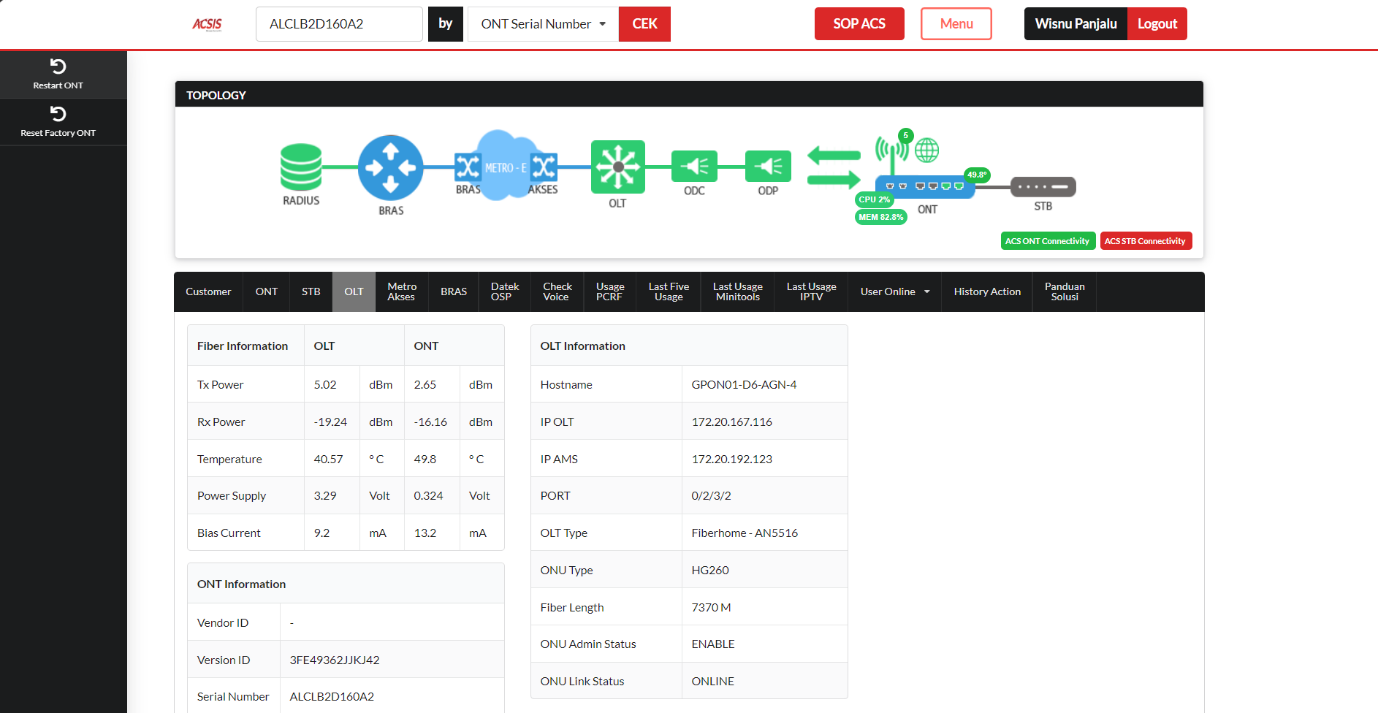 ACSIS
ALCLB2D160A2 by ONT Serial Number CEK SOP ACS Menu Wisnu Panjalu Logout
Restart ONT
Reset Factory ONT
TOPOLOGY
5
METRO - E
49.8°
BRAS AKSES
ODC ODP
CPU 2%
RADIUS
OLT
ONT
STB
BRAS
MEM 82.8%
ACS ONT Connectivity ACS STB Connectivity
Customer ONT STB OLT Metro Akses BRAS Datek OSP Check Voice Usage PCRF Last Five Usage Last Usage Minitools Last Usage IPTV User Online History Action Panduan Solusi
Fiber Information OLT ONT
Tx Power 5.02 dBm 2.65 dBm
Rx Power -19.24 dBm -16.16 dBm
Temperature 40.57 ° C 49.8 ° C
Power Supply 3.29 Volt 0.324 Volt
Bias Current 9.2 mA 13.2 mA
ONT Information
Vendor ID -
Version ID 3FE49362JJKJ42
Serial Number ALCLB2D160A2
OLT Information
Hostname GPON01-D6-AGN-4
IP OLT 172.20.167.116
IP AMS 172.20.192.123
PORT 0/2/3/2
OLT Type Fiberhome - AN5516
ONU Type HG260
Fiber Length 7370 M
ONU Admin Status ENABLE
ONU Link Status ONLINE